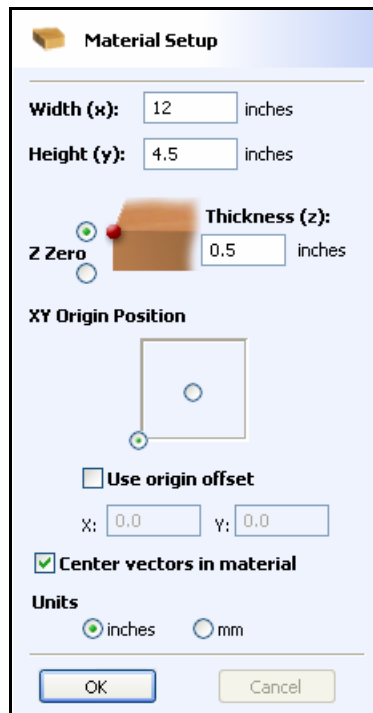 Material Setup
Width (x): 12 inches
Height (y): 4.5 inches
Thickness (z):
Z Zero 0.5 inches
XY Origin Position
Use origin offset
X: 0.0 Y: 0.0
Center vectors in material
Units
inches mm
OK Cancel